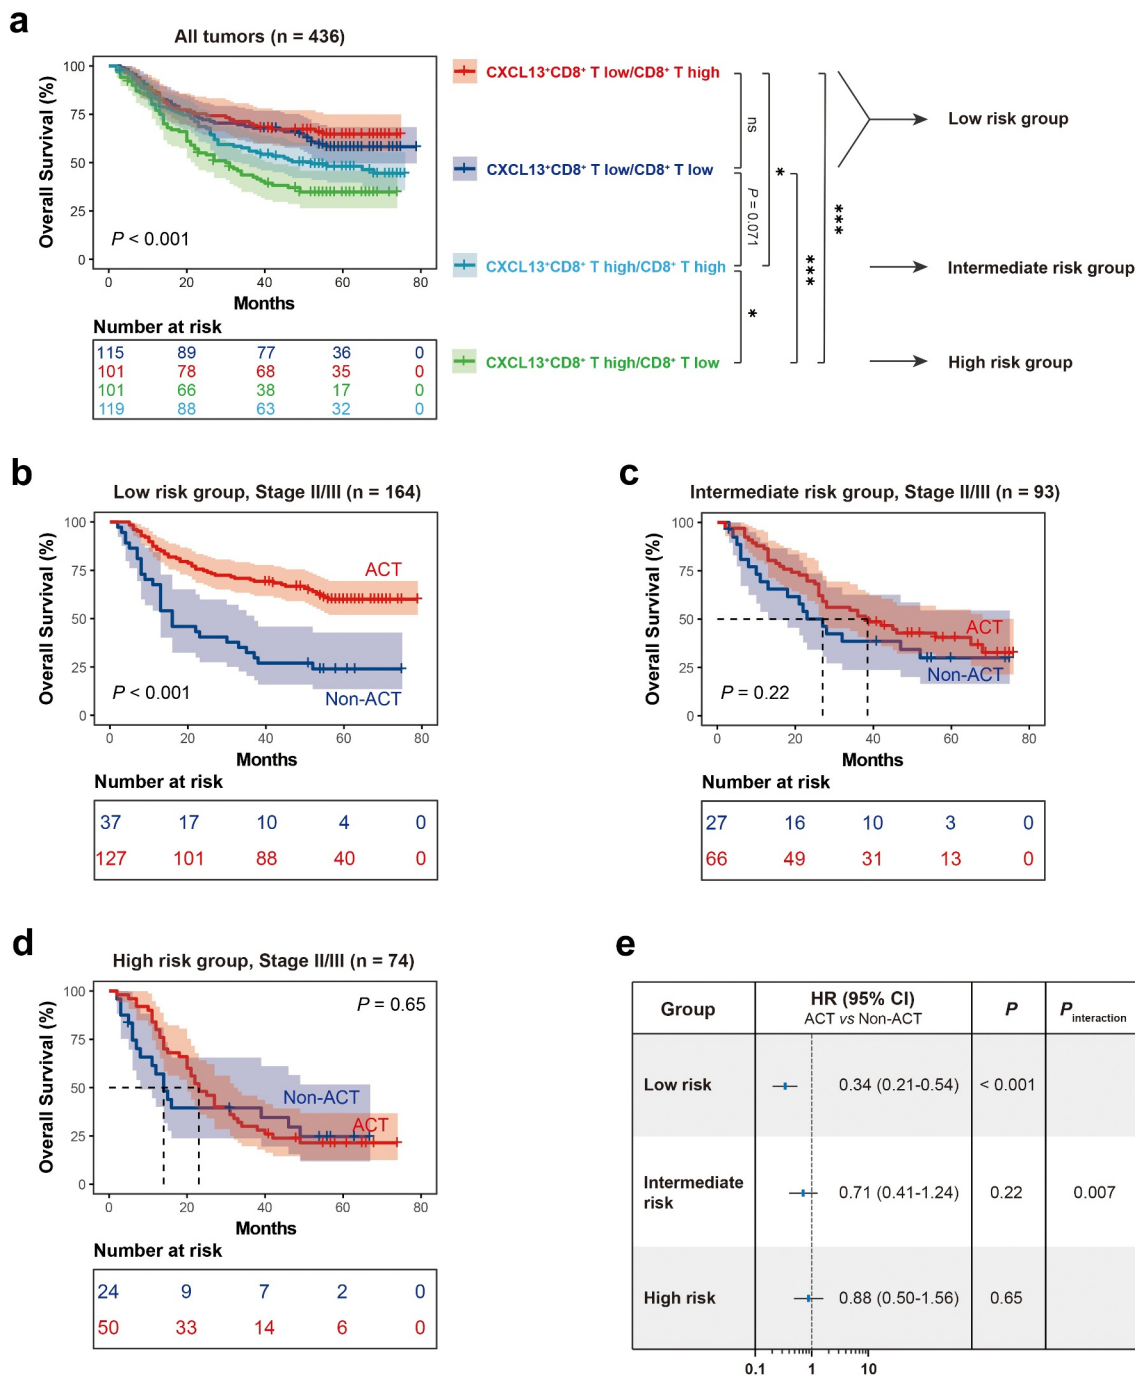 a
All tumors (n = 436)
Overall Survival (%)
100
75
50
25
0
P < 0.001
0 20 40 60 80
Months
Number at risk
115 89 77 36 0
101 78 68 35 0
101 66 38 17 0
119 88 63 32 0
CXCL13⁺CD8⁺ T low/CD8⁺ T high
CXCL13⁺CD8⁺ T low/CD8⁺ T low
CXCL13⁺CD8⁺ T high/CD8⁺ T high
CXCL13⁺CD8⁺ T high/CD8⁺ T low
ns
P = 0.071
*
*
***
***
Low risk group
Intermediate risk group
High risk group
b
Low risk group, Stage II/III (n = 164)
Overall Survival (%)
100
75
50
25
0
ACT
Non-ACT
P < 0.001
0 20 40 60 80
Months
Number at risk
37 17 10 4 0
127 101 88 40 0
c
Intermediate risk group, Stage II/III (n = 93)
Overall Survival (%)
100
75
50
25
0
ACT
Non-ACT
P = 0.22
0 20 40 60 80
Months
Number at risk
27 16 10 3 0
66 49 31 13 0
d
High risk group, Stage II/III (n = 74)
Overall Survival (%)
100
75
50
25
0
P = 0.65
Non-ACT
ACT
0 20 40 60 80
Months
Number at risk
24 9 7 2 0
50 33 14 6 0
e
Group HR (95% CI) P Pinteraction
ACT vs Non-ACT
Low risk 0.34 (0.21-0.54) < 0.001
Intermediate risk 0.71 (0.41-1.24) 0.22 0.007
High risk 0.88 (0.50-1.56) 0.65
0.1 1 10